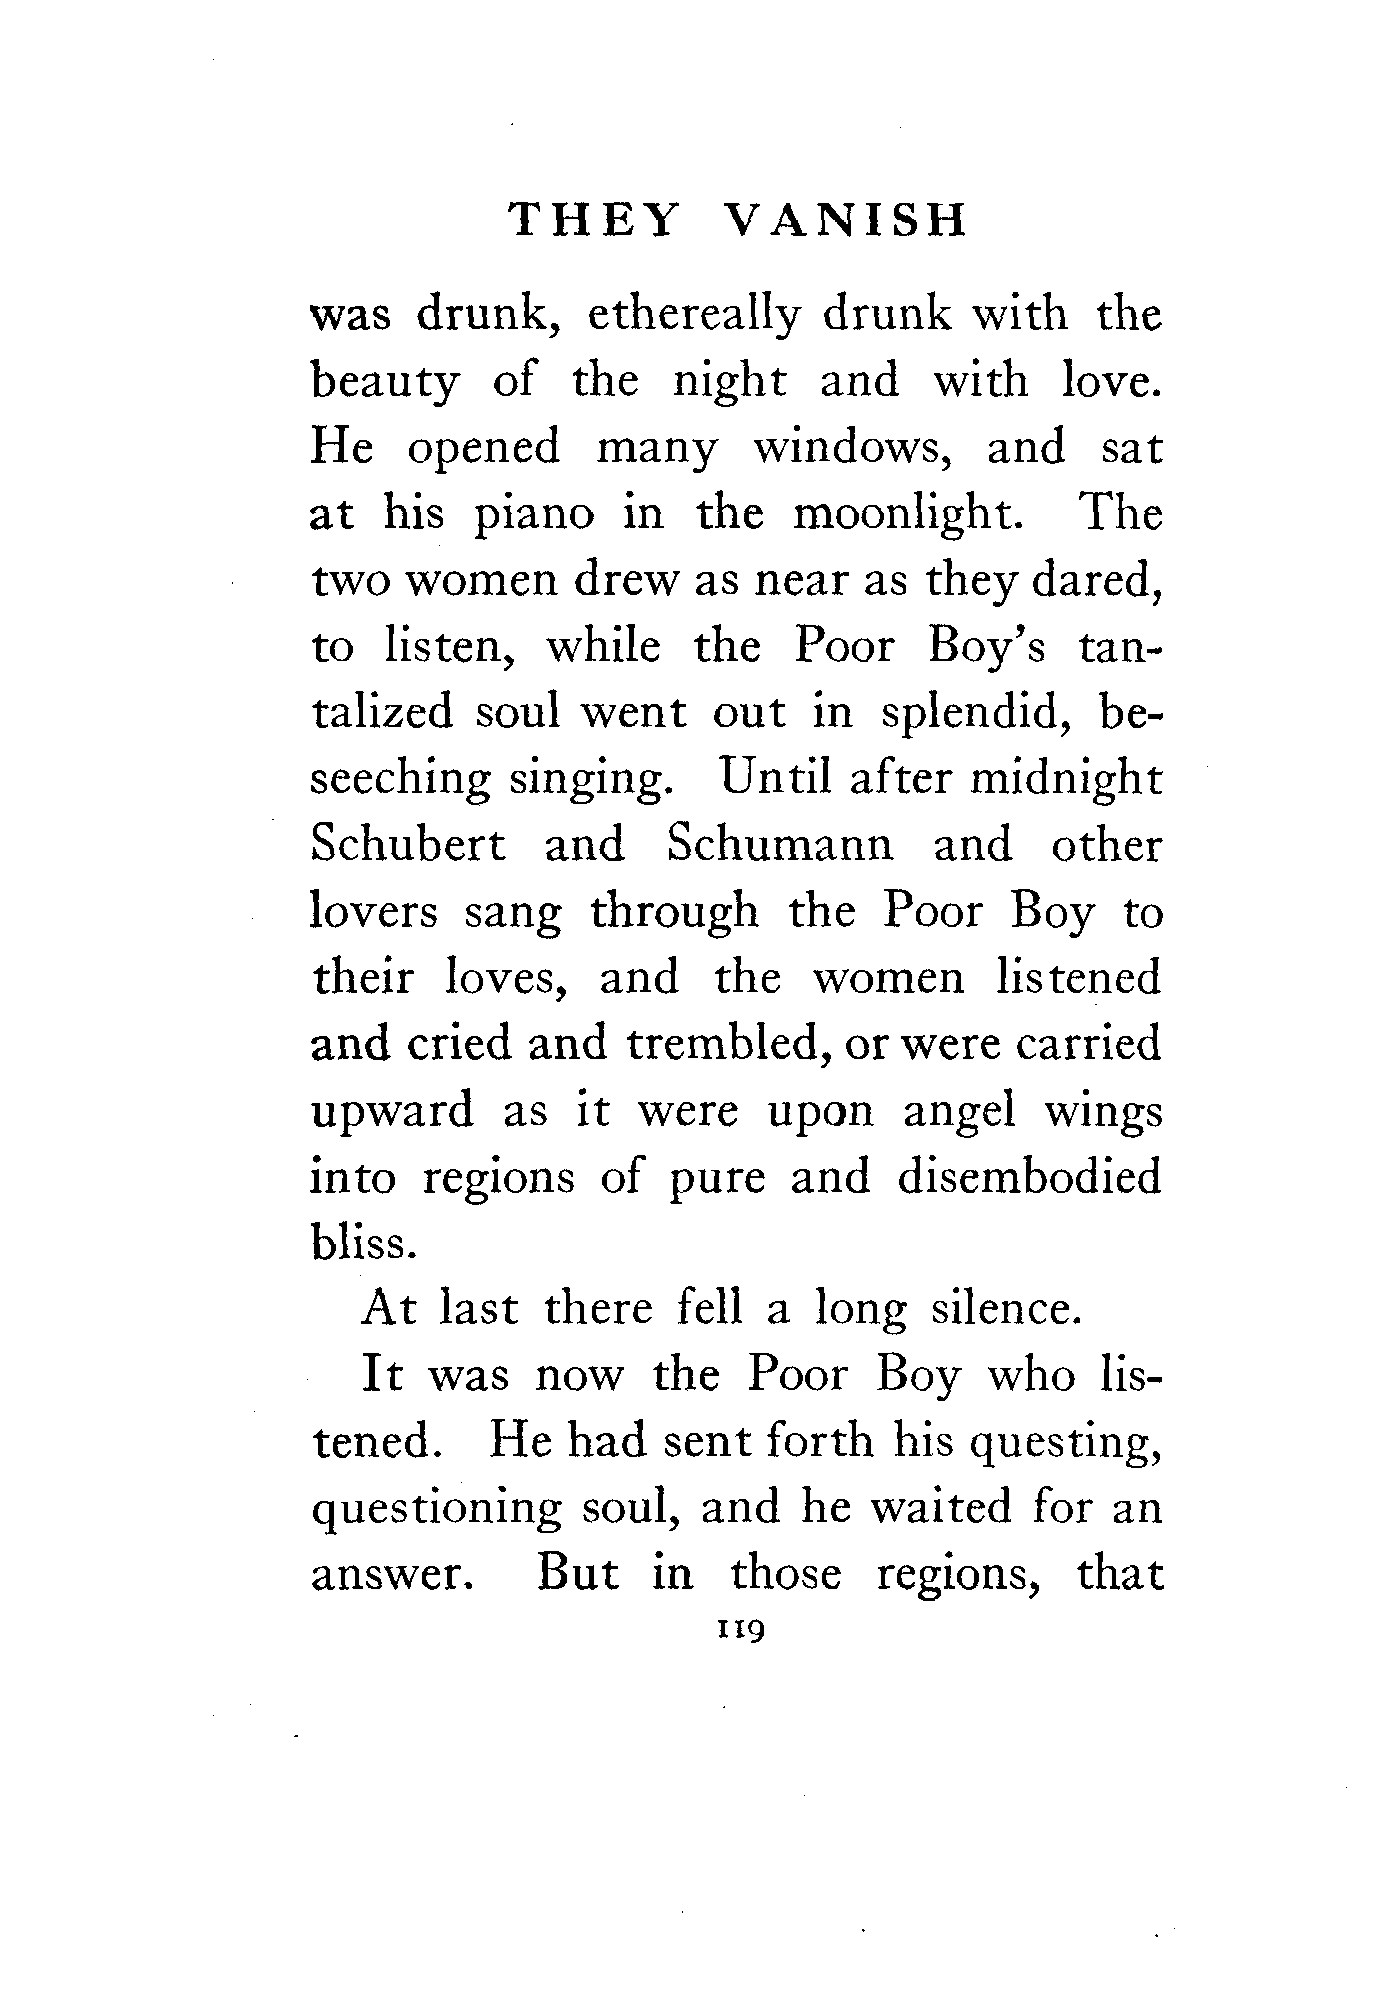 THEY VANISH
was drunk, ethereally drunk with the
beauty of the night and with love.
He opened many windows, and sat
at his piano in the moonlight. The
two women drew as near as they dared,
to listen, while the Poor Boy's tan-
talized soul went out in splendid, be-
seeching singing. Until after midnight
Schubert and Schumann and other
lovers sang through the Poor Boy to
their loves, and the women listened
and cried and trembled, or were carried
upward as it were upon angel wings
into regions of pure and disembodied
bliss.
At last there fell a long silence.
It was now the Poor Boy who lis-
tened. He had sent forth his questing,
questioning soul, and he waited for an
answer. But in those regions, that
119